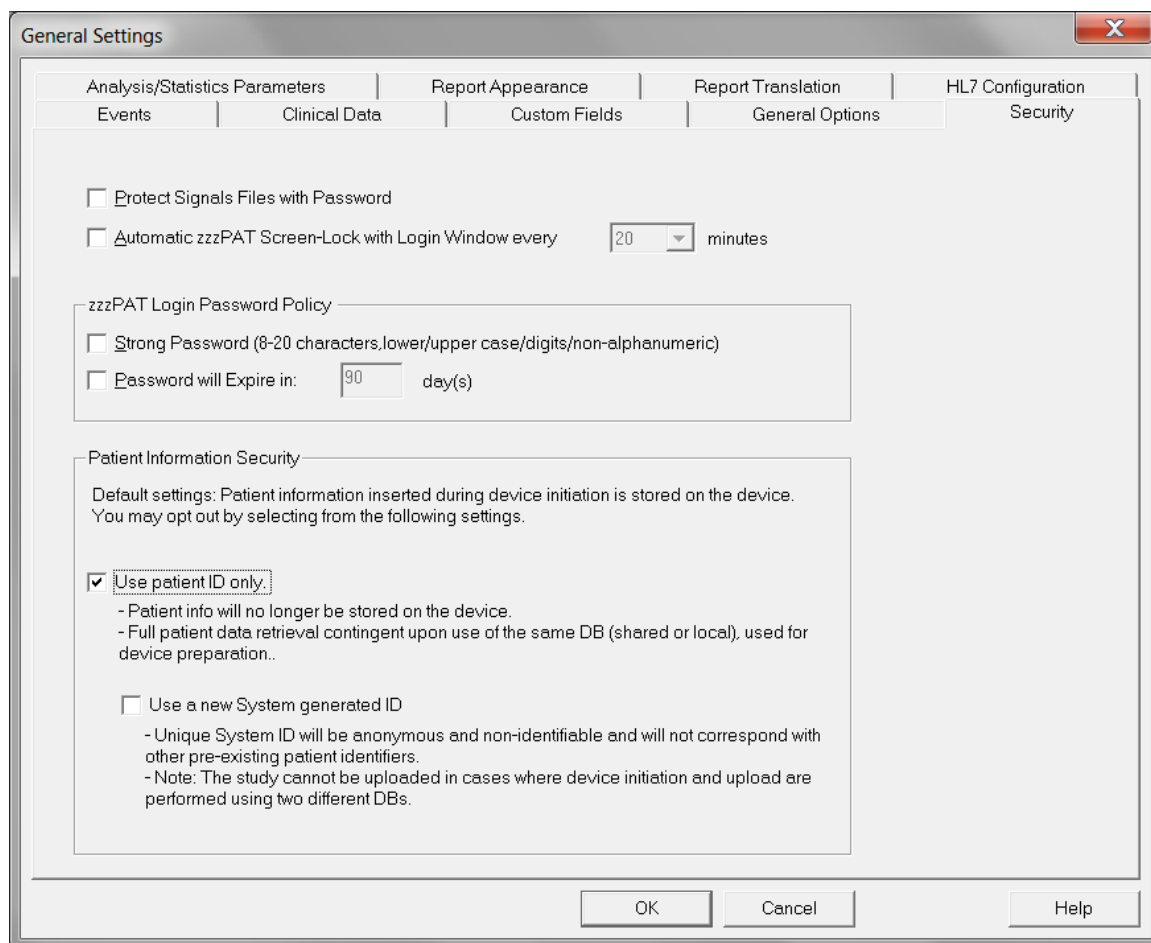 General Settings
X
Analysis/Statistics Parameters
Report Appearance
Report Translation
HL7 Configuration
Events
Clinical Data
Custom Fields
General Options
Security
Protect Signals Files with Password
Automatic zzzPAT Screen-Lock with Login Window every 20 minutes
zzzPAT Login Password Policy
Strong Password (8-20 characters,lower/upper case/digits/non-alphanumeric)
Password will Expire in: 90 day(s)
Patient Information Security
Default settings: Patient information inserted during device initiation is stored on the device.
You may opt out by selecting from the following settings.
Use patient ID only.
- Patient info will no longer be stored on the device.
- Full patient data retrieval contingent upon use of the same DB (shared or local), used for
device preparation..
Use a new System generated ID
- Unique System ID will be anonymous and non-identifiable and will not correspond with
other pre-existing patient identifiers.
- Note: The study cannot be uploaded in cases where device initiation and upload are
performed using two different DBs.
OK
Cancel
Help